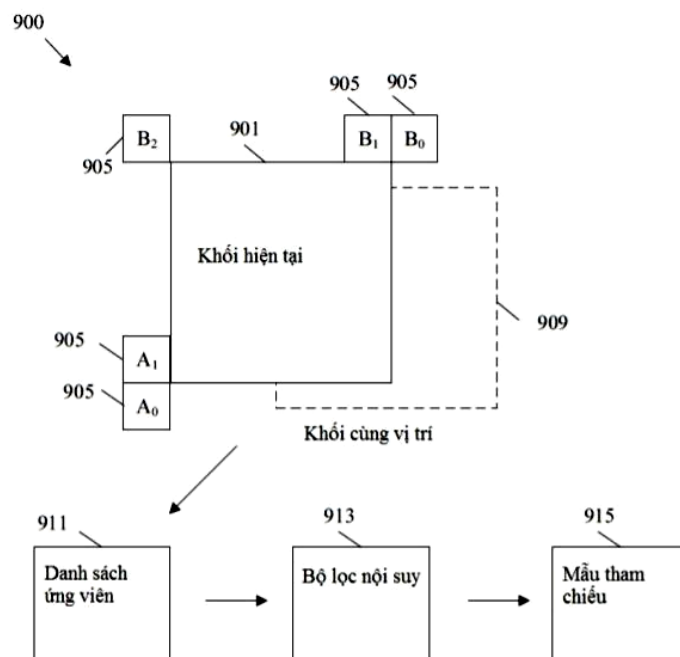 900
905 905
B₂ 901 B₁ B₀
905
Khối hiện tại
909
905
A₁
905
A₀
Khối cùng vị trí
911 913 915
Danh sách
ứng viên
Bộ lọc nội suy
Mẫu tham
chiếu